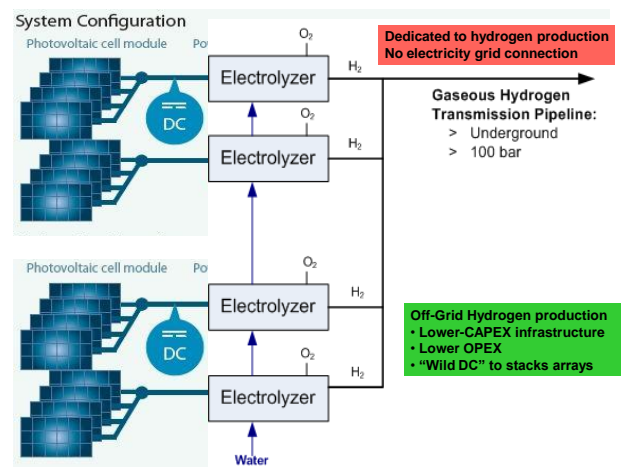 System Configuration
Photovoltaic cell module
Po
O₂
Dedicated to hydrogen production
No electricity grid connection
Electrolyzer
H₂
DC
Gaseous Hydrogen
Transmission Pipeline:
> Underground
> 100 bar
O₂
Electrolyzer
H₂
Photovoltaic cell module
Po
O₂
Electrolyzer
H₂
DC
Off-Grid Hydrogen production
• Lower-CAPEX infrastructure
• Lower OPEX
• “Wild DC” to stacks arrays
O₂
Electrolyzer
H₂
Water